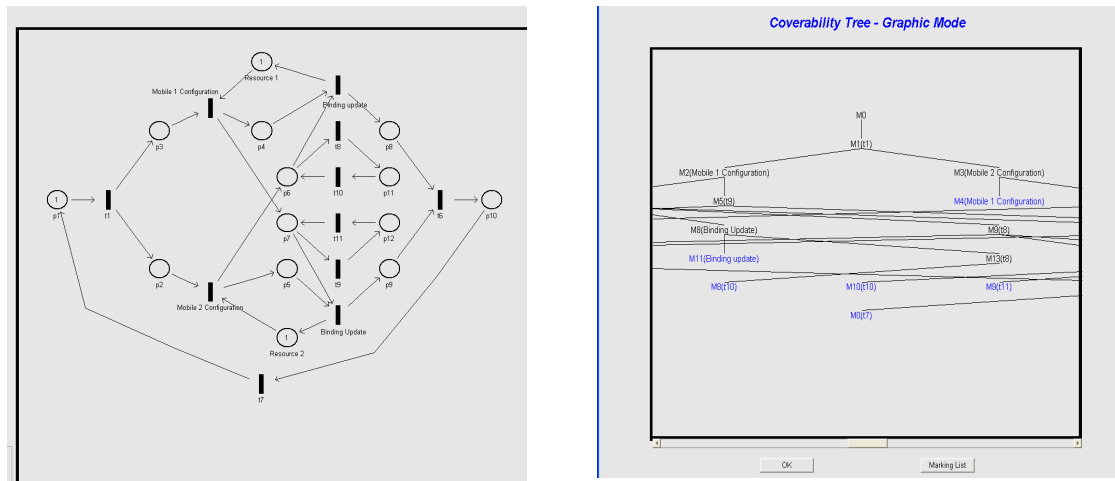 1
Resource 1
Mobile 1 Configuration
Binding update
p3
p4
t8
p8
p6
t10
p11
1
p1
t1
t6
p10
p7
t11
p12
p2
p5
t9
p9
Mobile 2 Configuration
Binding Update
1
Resource 2
t7
Coverability Tree - Graphic Mode
M0
M1(t1)
M2(Mobile 1 Configuration)
M3(Mobile 2 Configuration)
M5(t9)
M4(Mobile 1 Configuration)
M8(Binding Update)
M9(t8)
M11(Binding update)
M13(t8)
M8(t10)
M10(t10)
M9(t11)
M0(t7)
OK
Marking List